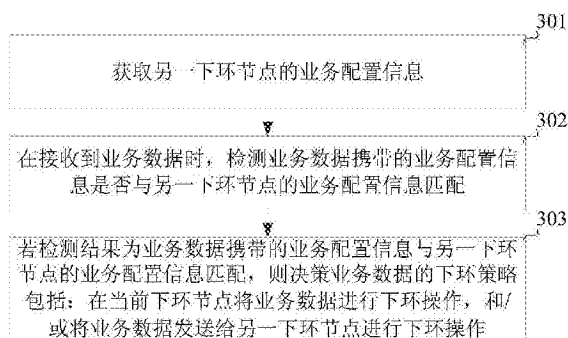 301
获取另一下环节点的业务配置信息
302
在接收到业务数据时，检测业务数据携带的业务配置信
息是否与另一下环节点的业务配置信息匹配
303
若检测结果为业务数据携带的业务配置信息与另一下环
节点的业务配置信息匹配，则决策业务数据的下环策略
包括：在当前下环节点将业务数据进行下环操作，和/
或将业务数据发送给另一下环节点进行下环操作